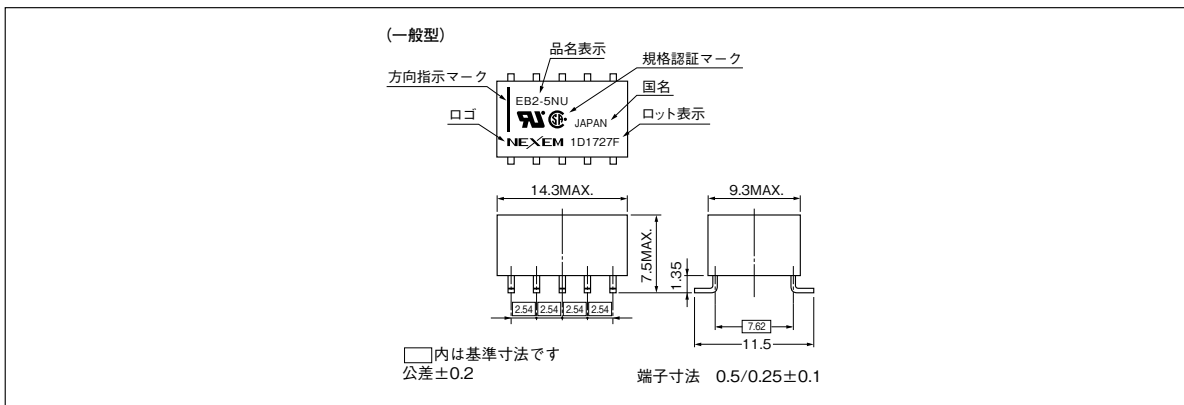 (一般型)
品名表示
規格認証マーク
方向指示マーク
国名
EB2-5NU
ロゴ
JAPAN
ロット表示
NEXEM 1D1727F
14.3MAX.
9.3MAX.
7.5MAX.
1.35
2.54 2.54 2.54 2.54
7.62
11.5
内は基準寸法です
公差±0.2
端子寸法 0.5/0.25±0.1